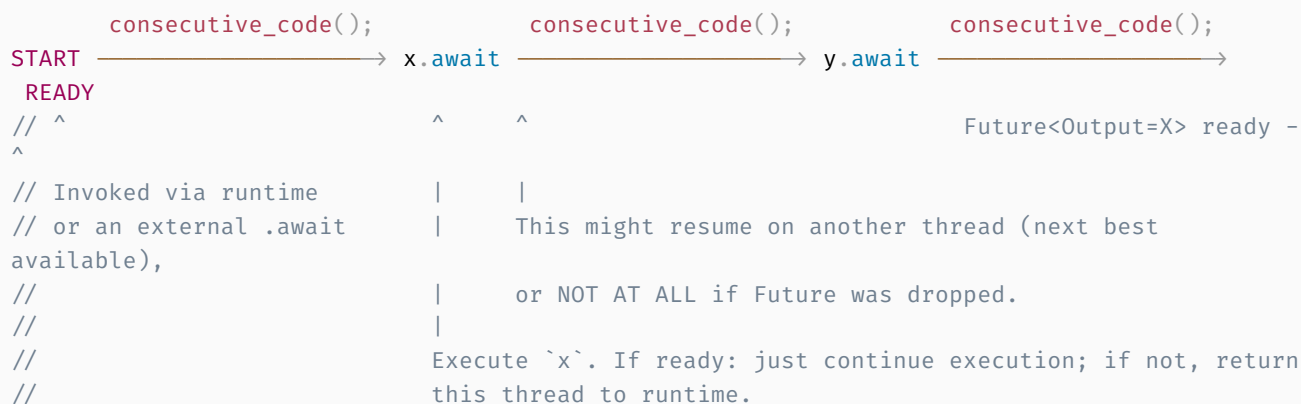 consecutive_code();                consecutive_code();                consecutive_code();
START ────────────────────→ x.await ────────────────────→ y.await ────────────────────→
READY
// ^                              ^      ^                                    Future<Output=X> ready -
^
// Invoked via runtime            |      |
// or an external .await          |      This might resume on another thread (next best
available),
//                                |      or NOT AT ALL if Future was dropped.
//                                |
//                                Execute `x`. If ready: just continue execution; if not, return
//                                this thread to runtime.